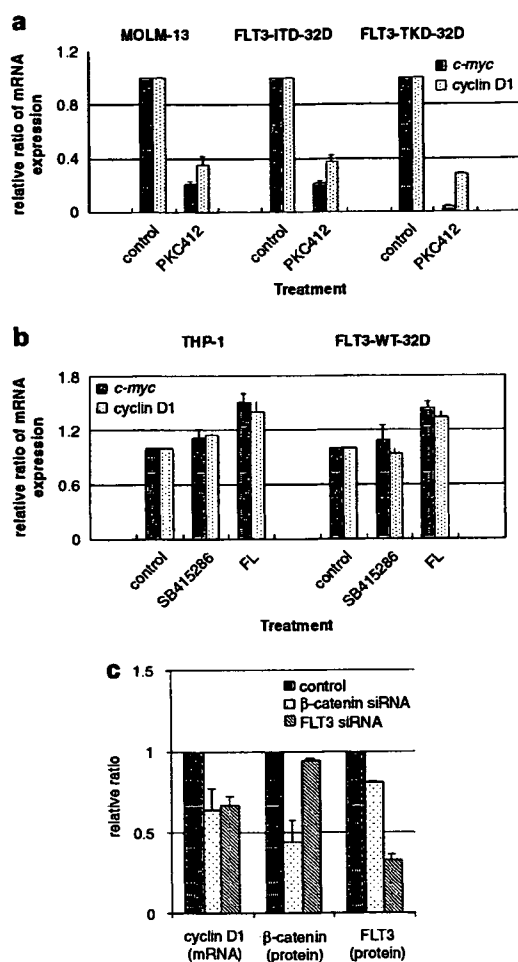 a
MOLM-13 FLT3-ITD-32D FLT3-TKD-32D
relative ratio of mRNA
expression
1.2
0.8
0.4
0
c-myc
cyclin D1
control PKC412 control PKC412 control PKC412
Treatment
b
THP-1 FLT3-WT-32D
relative ratio of mRNA
expression
1.8
1.2
0.6
0
c-myc
cyclin D1
control SB415286 FL control SB415286 FL
Treatment
c
relative ratio
1.5
1
0.5
0
control
β-catenin siRNA
FLT3 siRNA
cyclin D1 β-catenin FLT3
(mRNA) (protein) (protein)